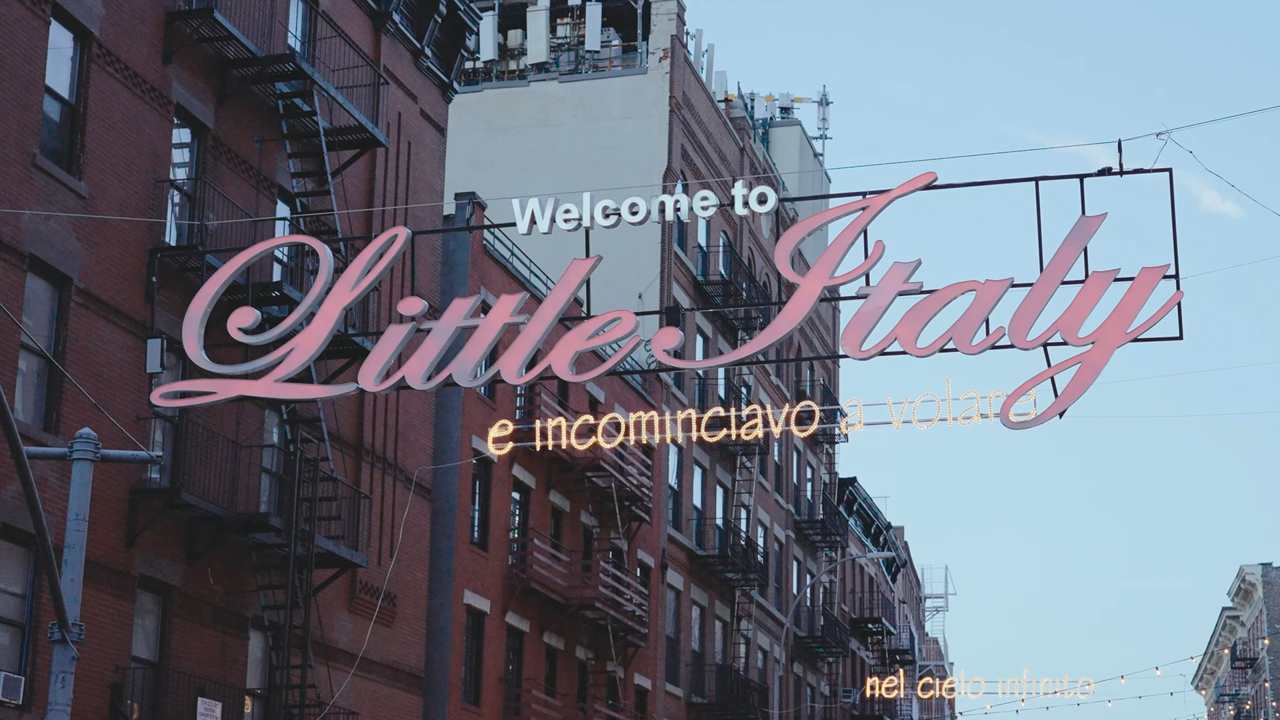 Welcome to
Little Italy
e incominciavo a volare
nel cielo infinito